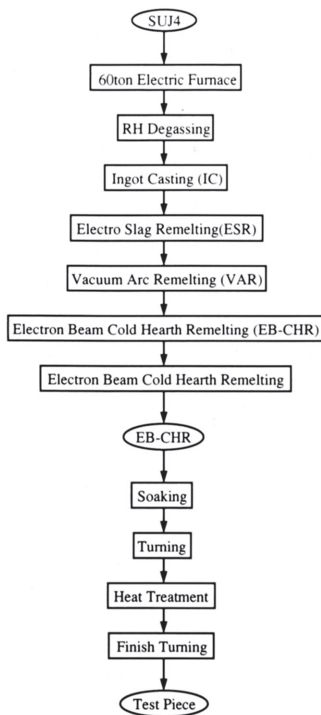 SUJ4
60ton Electric Furnace
RH Degassing
Ingot Casting (IC)
Electro Slag Remelting(ESR)
Vacuum Arc Remelting (VAR)
Electron Beam Cold Hearth Remelting (EB-CHR)
Electron Beam Cold Hearth Remelting
EB-CHR
Soaking
Turning
Heat Treatment
Finish Turning
Test Piece